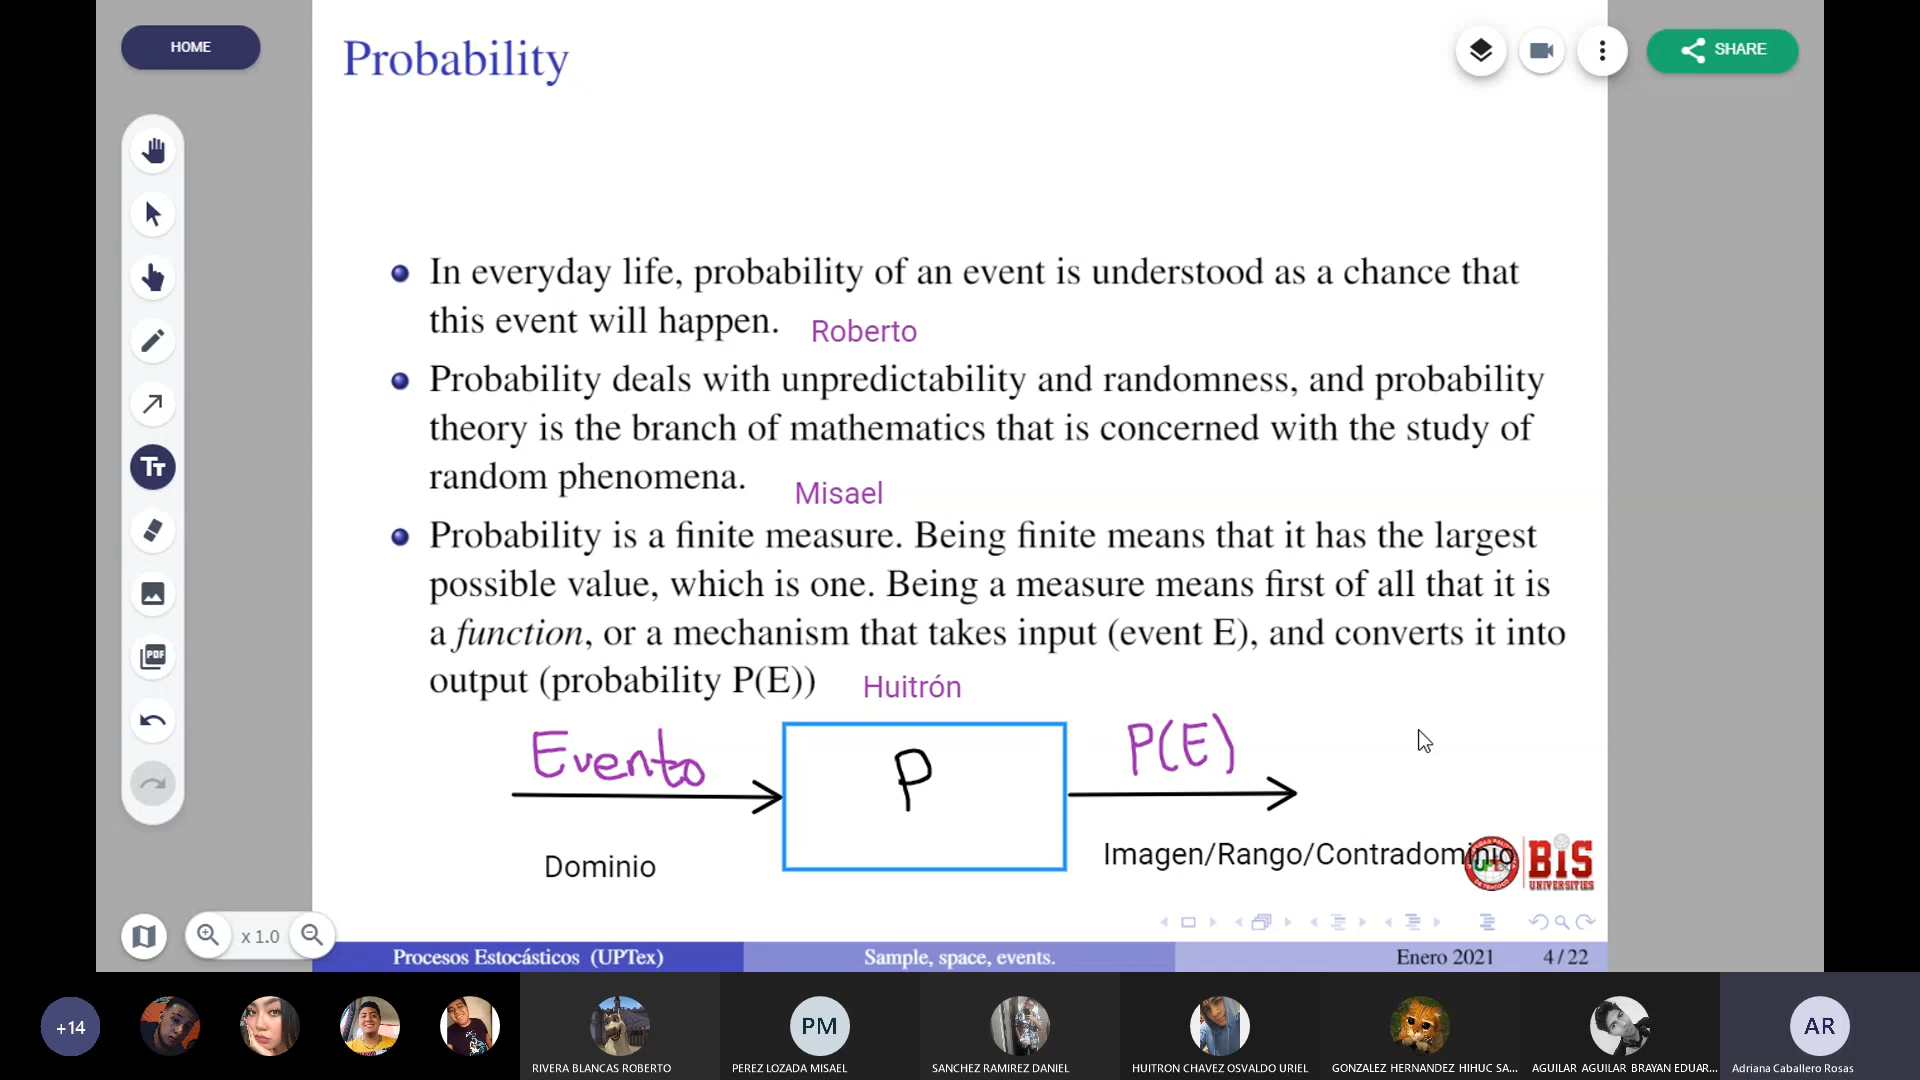 HOME
Probability
SHARE
In everyday life, probability of an event is understood as a chance that
this event will happen.
Roberto
Probability deals with unpredictability and randomness, and probability
theory is the branch of mathematics that is concerned with the study of
random phenomena.
Misael
Probability is a finite measure. Being finite means that it has the largest
possible value, which is one. Being a measure means first of all that it is
a function, or a mechanism that takes input (event E), and converts it into
output (probability P(E))
Huitrón
Evento
P
P(E)
Dominio
Imagen/Rango/Contradominio
BIS
UNIVERSITIES
TT
PDF
x 1.0
Procesos Estocásticos (UPTex)
Sample, space, events.
Enero 2021
4 / 22
+14
PM
AR
RIVERA BLANCAS ROBERTO
PEREZ LOZADA MISAEL
SANCHEZ RAMIREZ DANIEL
HUITRON CHAVEZ OSVALDO URIEL
GONZALEZ HERNANDEZ HIHUC SA...
AGUILAR AGUILAR BRAYAN EDUAR...
Adriana Caballero Rosas